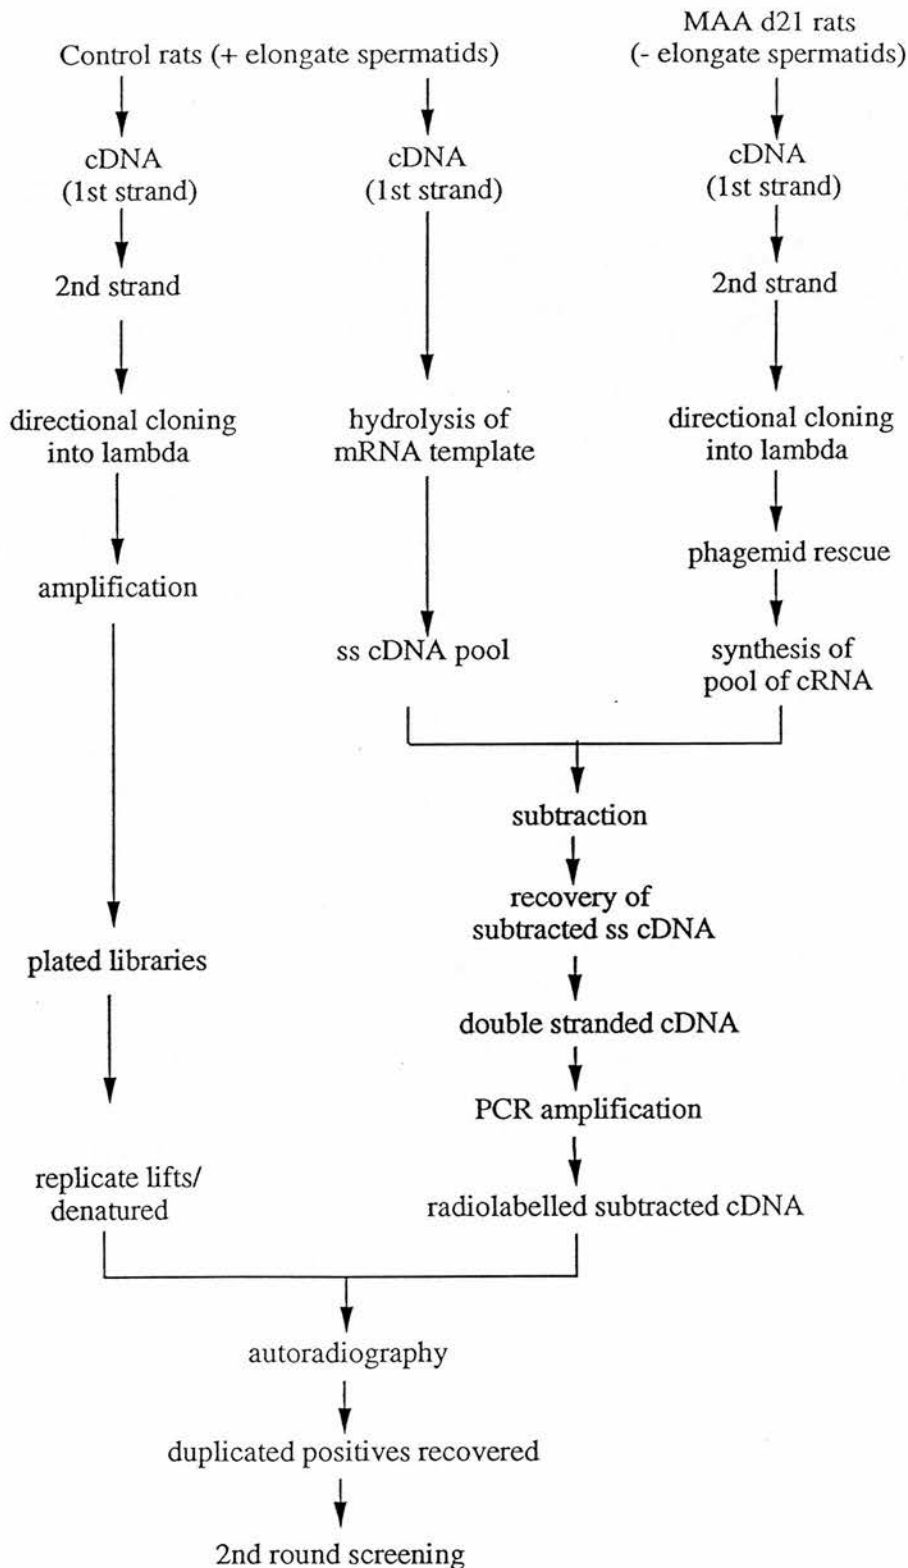 MAA d21 rats
Control rats (+ elongate spermatids)
(- elongate spermatids)
cDNA
(1st strand)
cDNA
(1st strand)
cDNA
(1st strand)
2nd strand
2nd strand
directional cloning
into lambda
hydrolysis of
mRNA template
directional cloning
into lambda
phagemid rescue
amplification
ss cDNA pool
synthesis of
pool of cRNA
subtraction
recovery of
subtracted ss cDNA
plated libraries
double stranded cDNA
PCR amplification
replicate lifts/
denatured
radiolabelled subtracted cDNA
autoradiography
duplicated positives recovered
2nd round screening